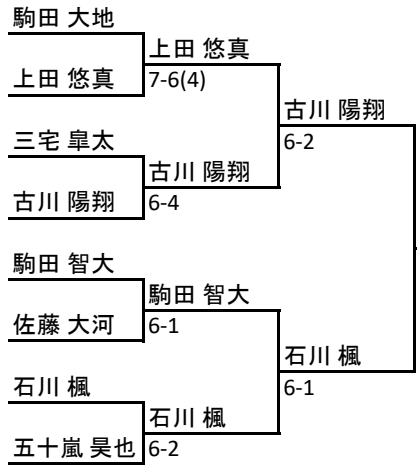 駒田 大地
上田 悠真
上田 悠真
7-6(4)
古川 陽翔
6-2
三宅 皐太
古川 陽翔
古川 陽翔
6-4
駒田 智大
駒田 智大
佐藤 大河
6-1
石川 楓
6-1
石川 楓
石川 楓
五十嵐 昊也
6-2